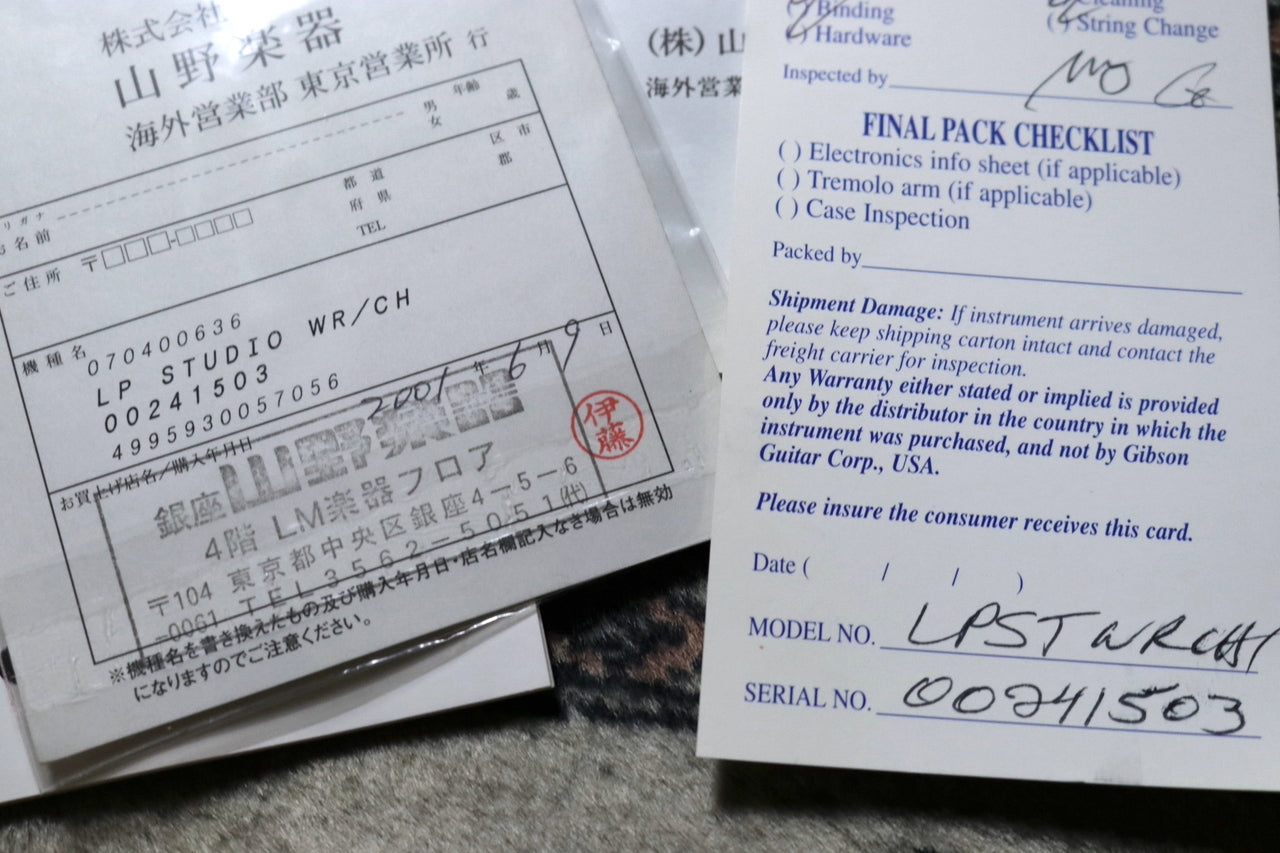 株式会社
山野楽器
海外営業部 東京営業所 行
男 年齢 歳
女
リガナ
お名前
都 道 区 市
府 県 郡
ご住所 〒□□□-□□□□
TEL
機種名
070400636
LP STUDIO WR/CH
00241503
4995930057056
お買上げ店名／購入年月日
2001年6月9日
伊藤
銀座山野楽器
4階 LM楽器フロア
〒104 東京都中央区銀座4-5-6
-0061 TEL3562-5051(代)
※機種名を書き換えたもの及び購入年月日・店名欄記入なき場合は無効
になりますのでご注意ください。
(株)山
海外営業
Binding
Cleaning
Hardware
String Change
Inspected by
FINAL PACK CHECKLIST
( ) Electronics info sheet (if applicable)
( ) Tremolo arm (if applicable)
( ) Case Inspection
Packed by
Shipment Damage: If instrument arrives damaged,
please keep shipping carton intact and contact the
freight carrier for inspection.
Any Warranty either stated or implied is provided
only by the distributor in the country in which the
instrument was purchased, and not by Gibson
Guitar Corp., USA.
Please insure the consumer receives this card.
Date ( / / )
MODEL NO. LPSTWRCH1
SERIAL NO. 00241503